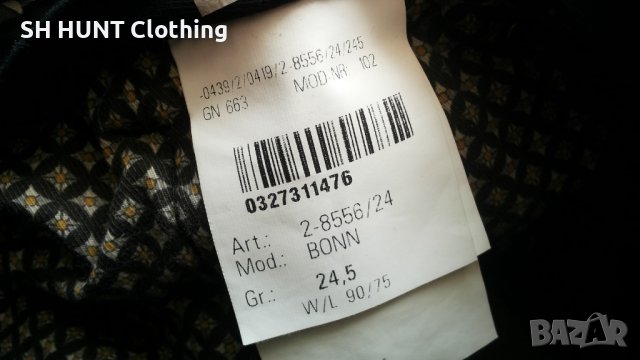 SH HUNT Clothing
-0439/2/0419/2-8556/24/245
GN 663 MOD-NR: 102
0327311476
Art.: 2-8556/24
Mod.: BONN
Gr.: 24,5
W/L 90/75
BAZAR